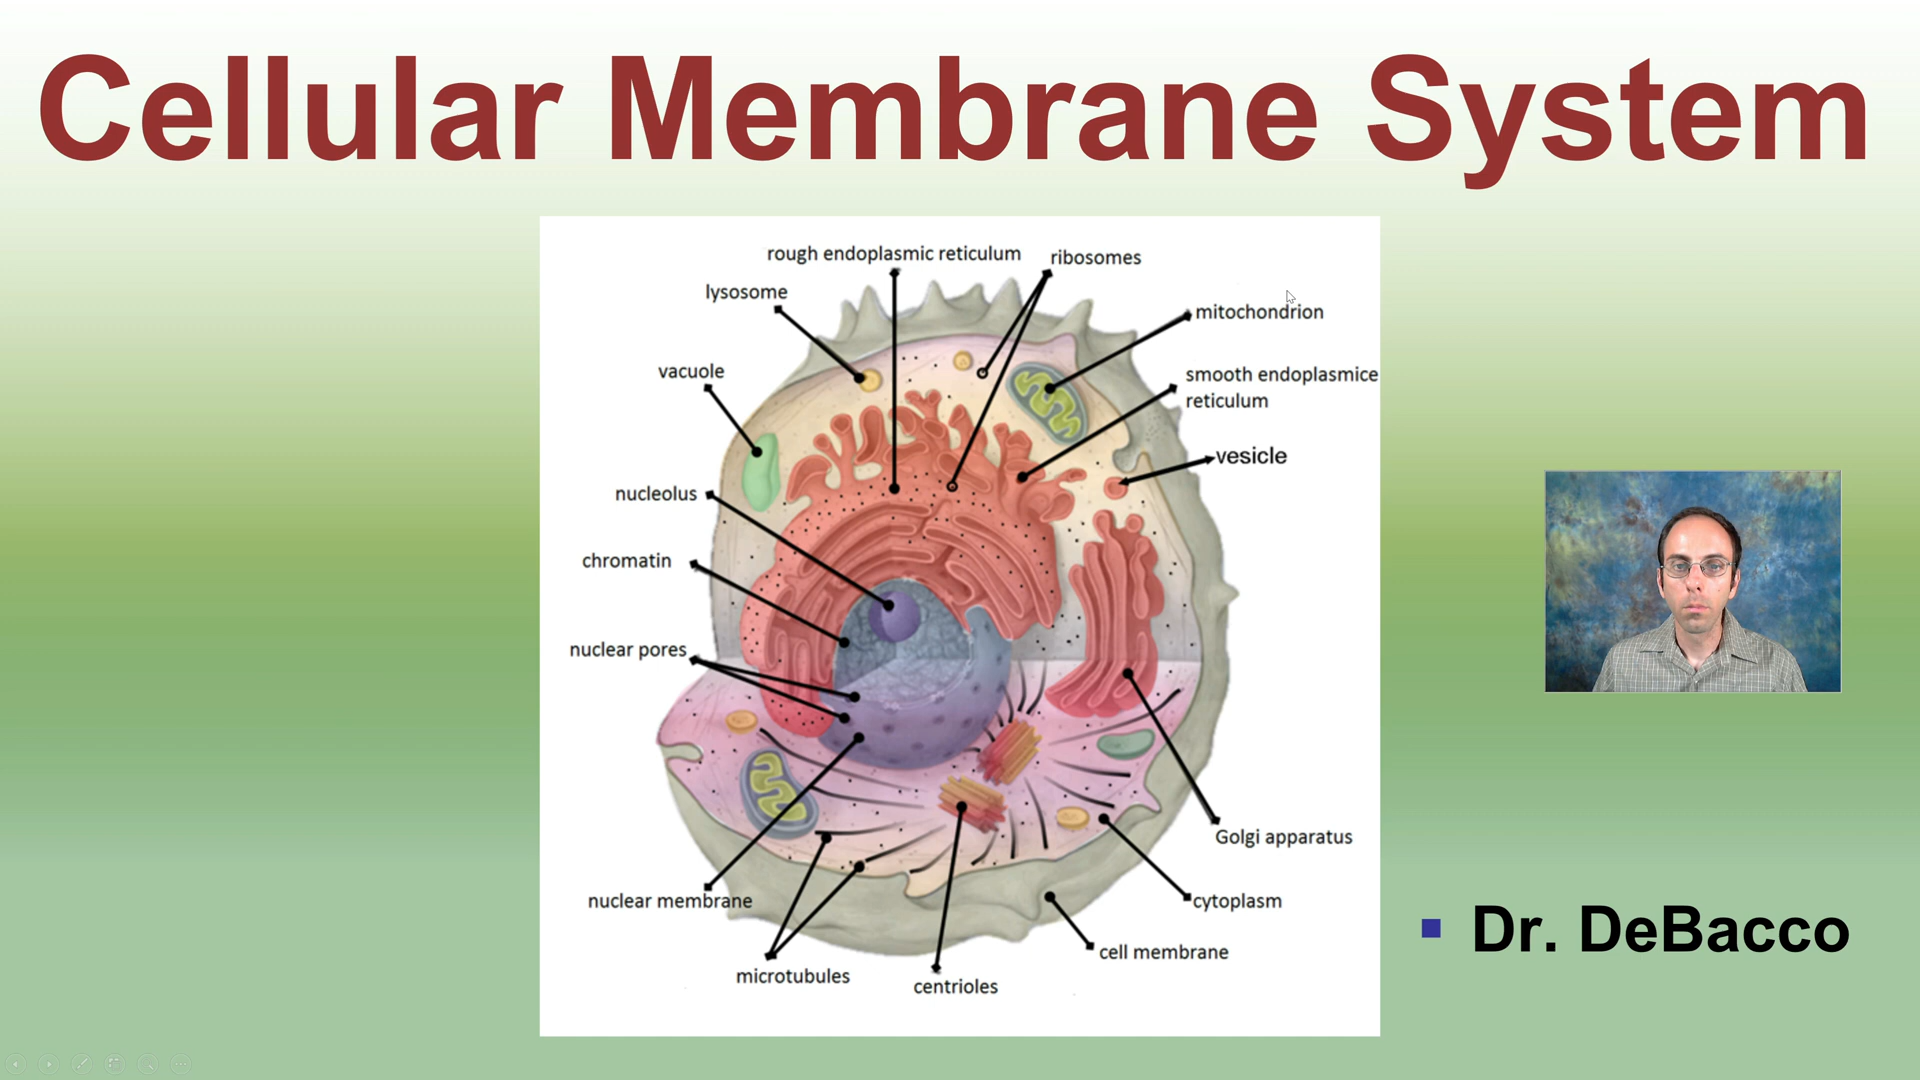 Cellular Membrane System
rough endoplasmic reticulum
ribosomes
lysosome
mitochondrion
vacuole
smooth endoplasmice
reticulum
vesicle
nucleolus
chromatin
nuclear pores
Golgi apparatus
nuclear membrane
cytoplasm
cell membrane
microtubules
centrioles
Dr. DeBacco